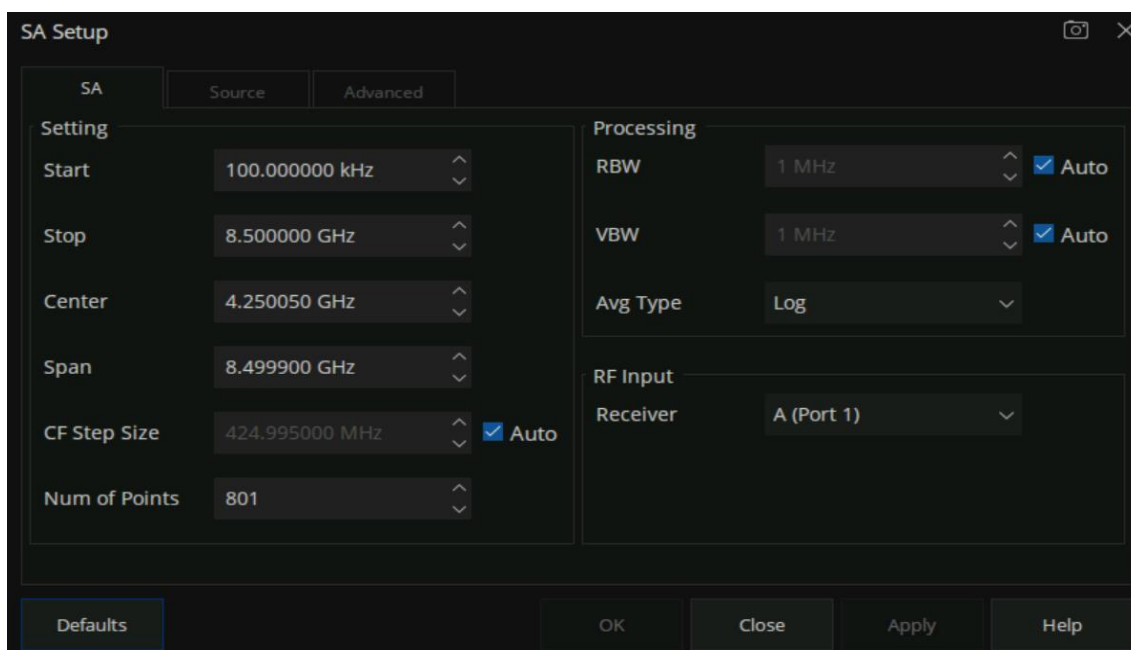 SA Setup
SA
Source
Advanced
Setting
Start
100.000000 kHz
Stop
8.500000 GHz
Center
4.250050 GHz
Span
8.499900 GHz
CF Step Size
424.995000 MHz
Auto
Num of Points
801
Processing
RBW
1 MHz
Auto
VBW
1 MHz
Auto
Avg Type
Log
RF Input
Receiver
A (Port 1)
Defaults
OK
Close
Apply
Help